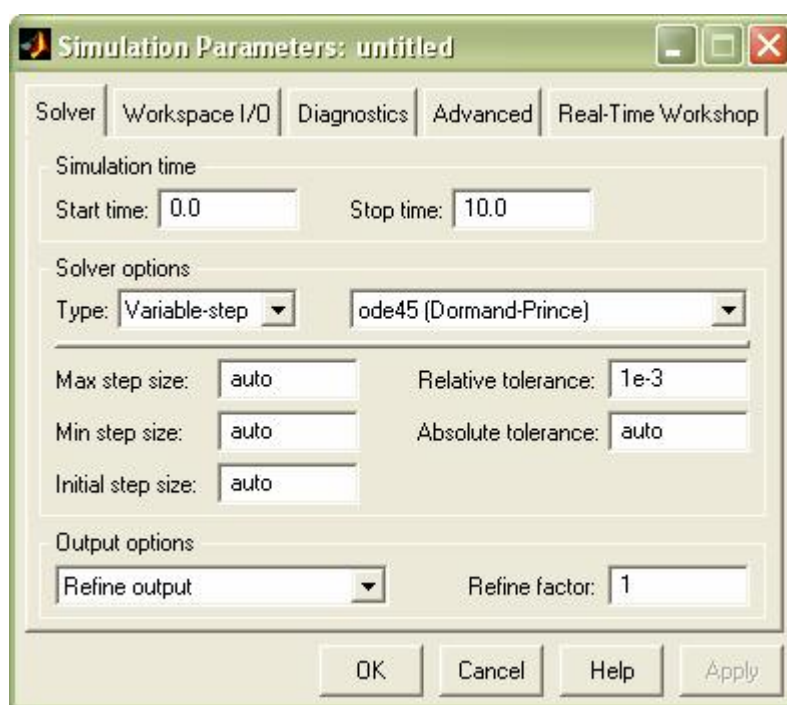 Simulation Parameters: untitled
Solver Workspace I/O Diagnostics Advanced Real-Time Workshop
Simulation time
Start time: 0.0 Stop time: 10.0
Solver options
Type: Variable-step ode45 (Dormand-Prince)
Max step size: auto Relative tolerance: 1e-3
Min step size: auto Absolute tolerance: auto
Initial step size: auto
Output options
Refine output Refine factor: 1
OK Cancel Help Apply